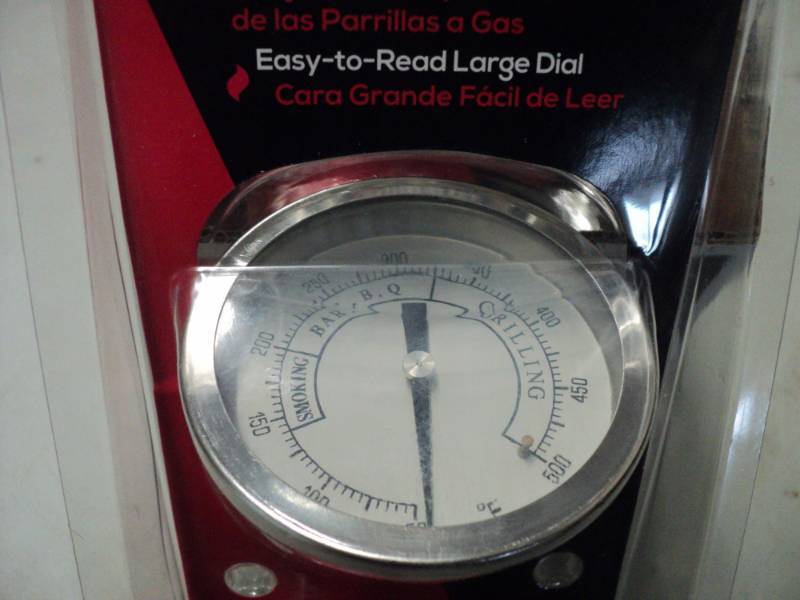 de las Parrillas a Gas
Easy-to-Read Large Dial
Cara Grande Fácil de Leer
300
250
400
200
BAR-B.Q
GRILLING
SMOKING
450
150
500
100
50
°F